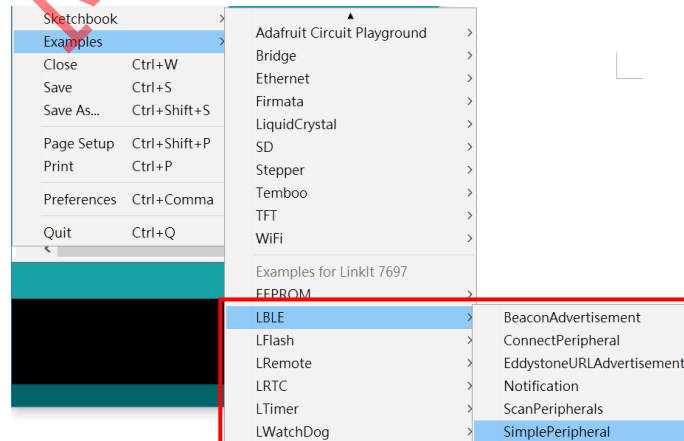 Sketchbook
Examples
Close Ctrl+W
Save Ctrl+S
Save As... Ctrl+Shift+S
Page Setup Ctrl+Shift+P
Print Ctrl+P
Preferences Ctrl+Comma
Quit Ctrl+Q
Adafruit Circuit Playground
Bridge
Ethernet
Firmata
LiquidCrystal
SD
Stepper
Temboo
TFT
WiFi
Examples for LinkIt 7697
EEPROM
LBLE
LFlash
LRemote
LRTC
LTimer
LWatchDog
BeaconAdvertisement
ConnectPeripheral
EddystoneURLAdvertisement
Notification
ScanPeripherals
SimplePeripheral